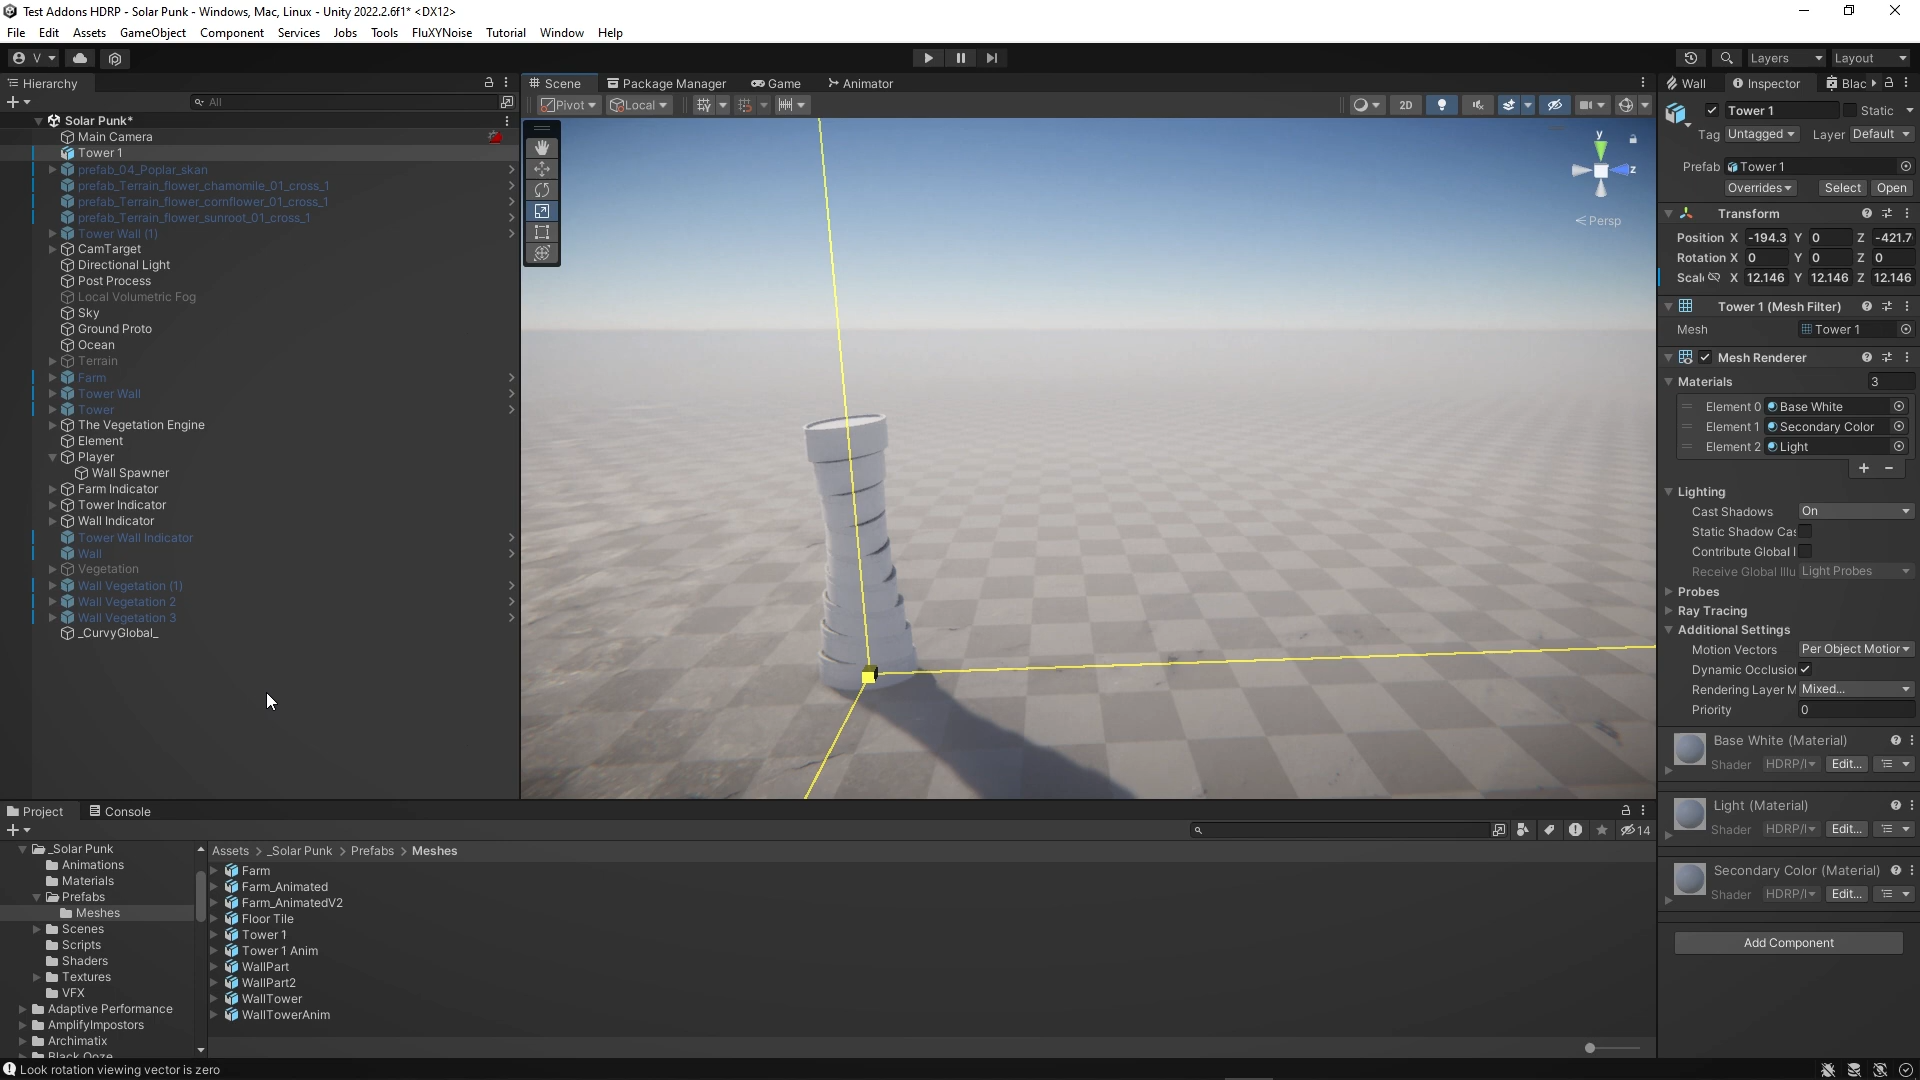 Test Addons HDRP - Solar Punk - Windows, Mac, Linux - Unity 2022.2.6f1* <DX12>
File Edit Assets GameObject Component Services Jobs Tools FluXYNoise Tutorial Window Help
V Layers Layout
Hierarchy
All
Solar Punk*
Main Camera
Tower 1
prefab_04_Poplar_skan
prefab_Terrain_flower_chamomile_01_cross_1
prefab_Terrain_flower_cornflower_01_cross_1
prefab_Terrain_flower_sunroot_01_cross_1
Tower Wall (1)
CamTarget
Directional Light
Post Process
Local Volumetric Fog
Sky
Ground Proto
Ocean
Terrain
Farm
Tower Wall
Tower
The Vegetation Engine
Element
Player
Wall Spawner
Farm Indicator
Tower Indicator
Wall Indicator
Tower Wall Indicator
Wall
Vegetation
Wall Vegetation (1)
Wall Vegetation 2
Wall Vegetation 3
_CurvyGlobal_
Scene Package Manager Game Animator
Pivot Local 2D
y
z
Persp
Wall Inspector Blac
Tower 1 Static
Tag Untagged Layer Default
Prefab Tower 1
Overrides Select Open
Transform
Position X -194.3 Y 0 Z -421.7
Rotation X 0 Y 0 Z 0
Scal X 12.146 Y 12.146 Z 12.146
Tower 1 (Mesh Filter)
Mesh Tower 1
Mesh Renderer
Materials 3
Element 0 Base White
Element 1 Secondary Color
Element 2 Light
Lighting
Cast Shadows On
Static Shadow Cas
Contribute Global I
Receive Global Illu Light Probes
Probes
Ray Tracing
Additional Settings
Motion Vectors Per Object Motior
Dynamic Occlusion
Rendering Layer M Mixed...
Priority 0
Base White (Material)
Shader HDRP/l Edit...
Light (Material)
Shader HDRP/l Edit...
Secondary Color (Material)
Shader HDRP/l Edit...
Add Component
Project Console
14
_Solar Punk
Animations
Materials
Prefabs
Meshes
Scenes
Scripts
Shaders
Textures
VFX
Adaptive Performance
AmplifyImpostors
Archimatix
Black Ooze
Assets > _Solar Punk > Prefabs > Meshes
Farm
Farm_Animated
Farm_AnimatedV2
Floor Tile
Tower 1
Tower 1 Anim
WallPart
WallPart2
WallTower
WallTowerAnim
Look rotation viewing vector is zero